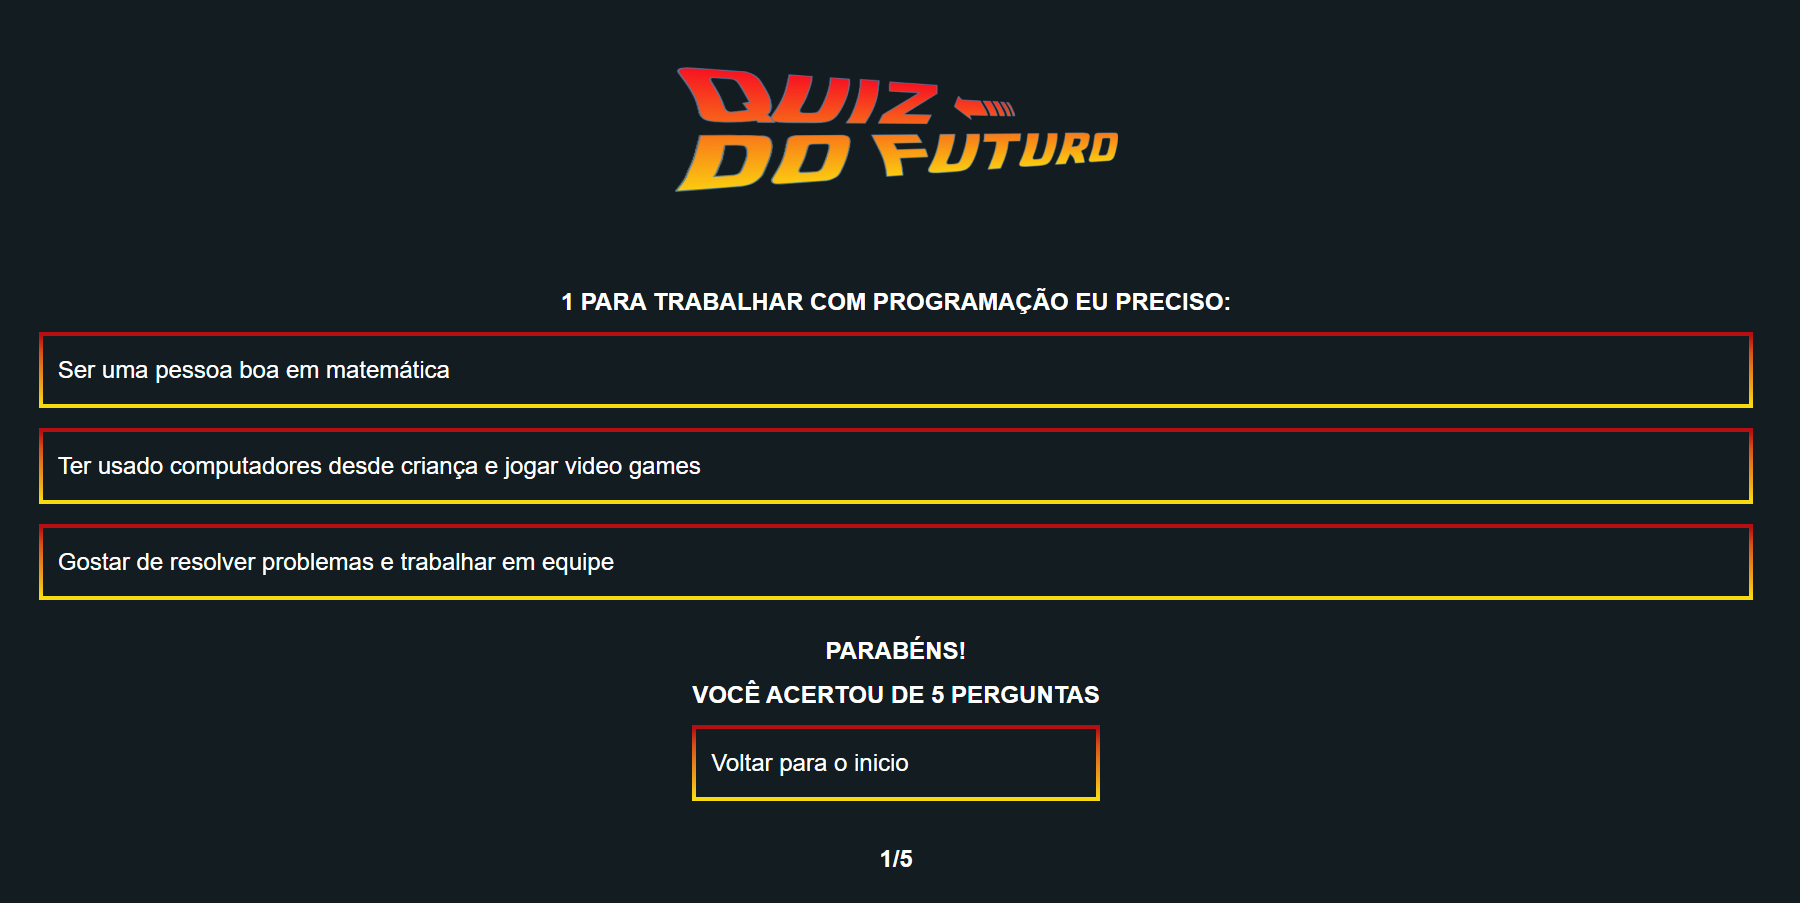 QUIZ
DO FUTURO
1 PARA TRABALHAR COM PROGRAMAÇÃO EU PRECISO:
Ser uma pessoa boa em matemática
Ter usado computadores desde criança e jogar video games
Gostar de resolver problemas e trabalhar em equipe
PARABÉNS!
VOCÊ ACERTOU DE 5 PERGUNTAS
Voltar para o inicio
1/5